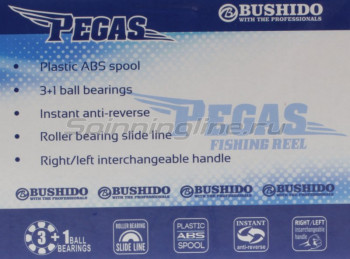 PEGAS
BUSHIDO
WITH THE PROFESSIONALS
• Plastic ABS spool
• 3+1 ball bearings
• Instant anti-reverse
• Roller bearing slide line
• Right/left interchangeable handle
PEGAS
FISHING REEL
Spinningline.ru
BUSHIDO BUSHIDO BUSHIDO BUSHIDO
WITH THE PROFESSIONALS WITH THE PROFESSIONALS WITH THE PROFESSIONALS WITH THE PROFESSIONALS
3+1 BALL BEARINGS
ROLLER BEARING SLIDE LINE
PLASTIC ABS SPOOL
INSTANT anti-reverse
RIGHT/LEFT interchangeable handle